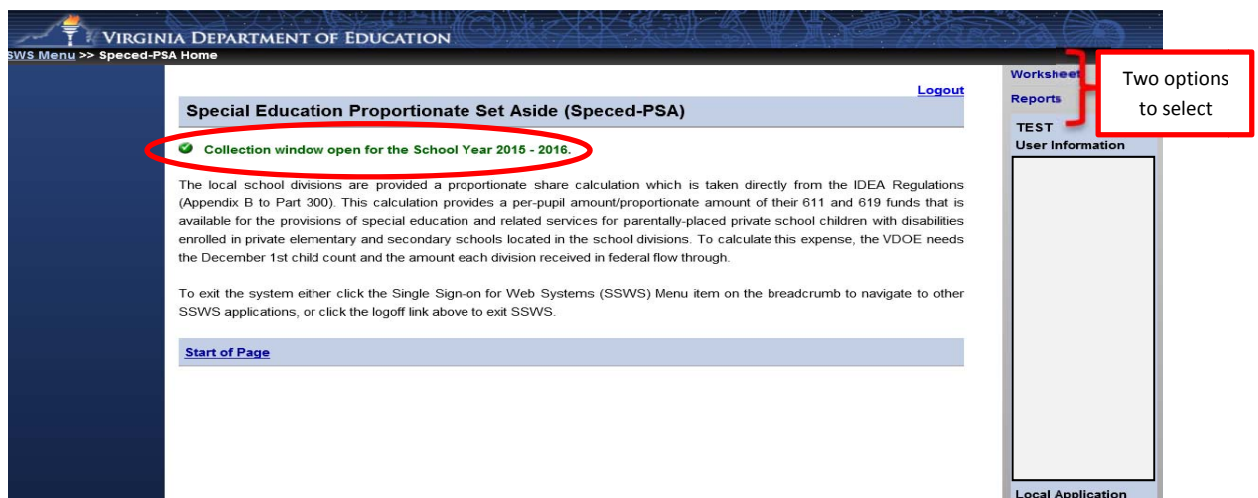 VIRGINIA DEPARTMENT OF EDUCATION
SWS Menu >> Speced-PSA Home
Logout
Special Education Proportionate Set Aside (Speced-PSA)
Collection window open for the School Year 2015 - 2016.
The local school divisions are provided a proportionate share calculation which is taken directly from the IDEA Regulations
(Appendix B to Part 300). This calculation provides a per-pupil amount/proportionate amount of their 611 and 619 funds that is
available for the provisions of special education and related services for parentally-placed private school children with disabilities
enrolled in private elementary and secondary schools located in the school divisions. To calculate this expense, the VDOE needs
the December 1st child count and the amount each division received in federal flow through.
To exit the system either click the Single Sign-on for Web Systems (SSWS) Menu item on the breadcrumb to navigate to other
SSWS applications, or click the logoff link above to exit SSWS.
Start of Page
Worksheet
Reports
TEST
User Information
Local Application
Two options
to select